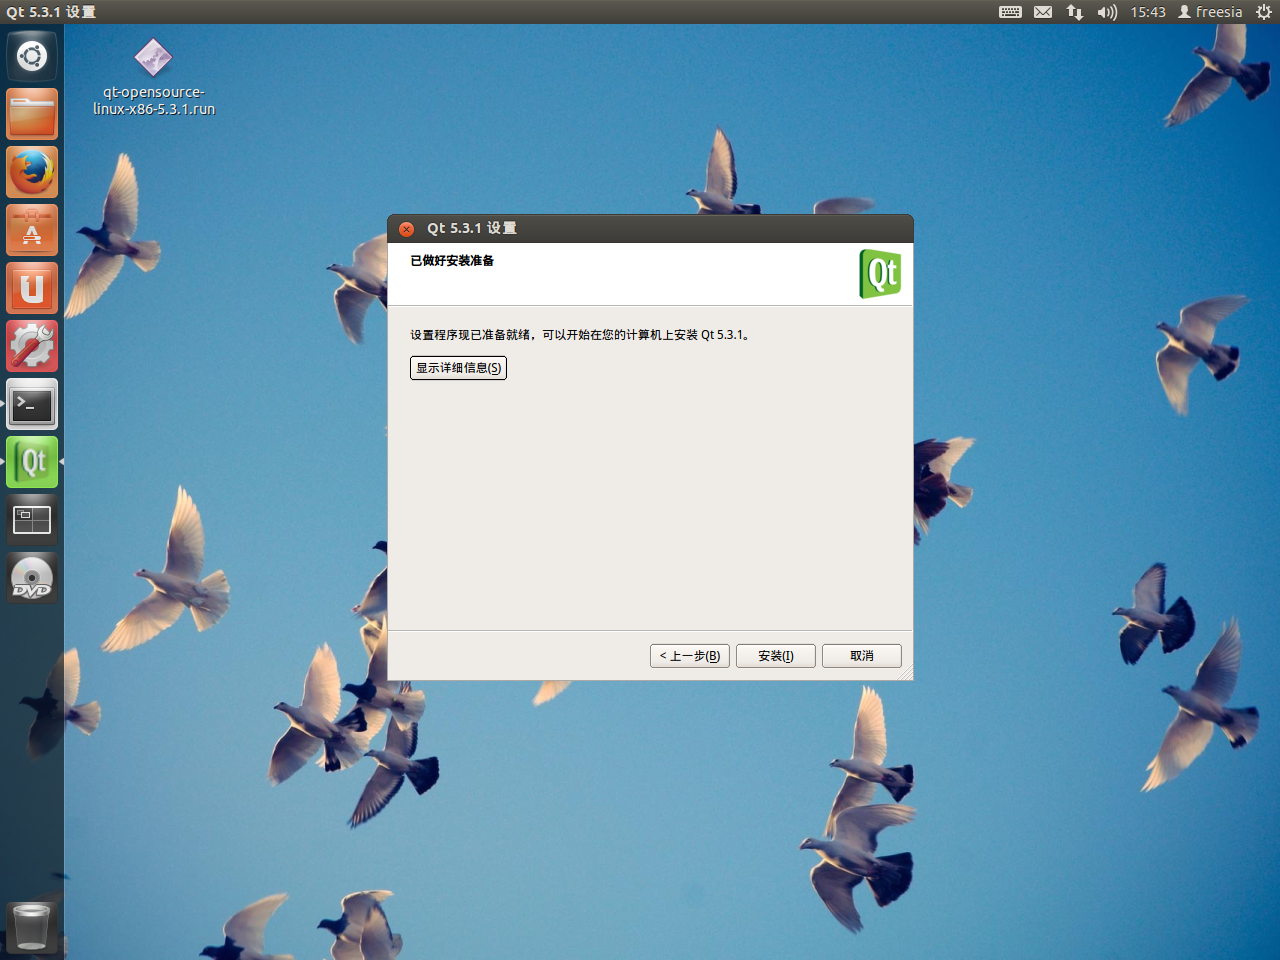 Qt 5.3.1 设置
15:43
freesia
qt-opensource-
linux-x86-5.3.1.run
Qt 5.3.1 设置
已做好安装准备
Qt
设置程序现已准备就绪，可以开始在您的计算机上安装 Qt 5.3.1。
显示详细信息(S)
< 上一步(B)
安装(I)
取消
A
U
>_
Qt
DVD